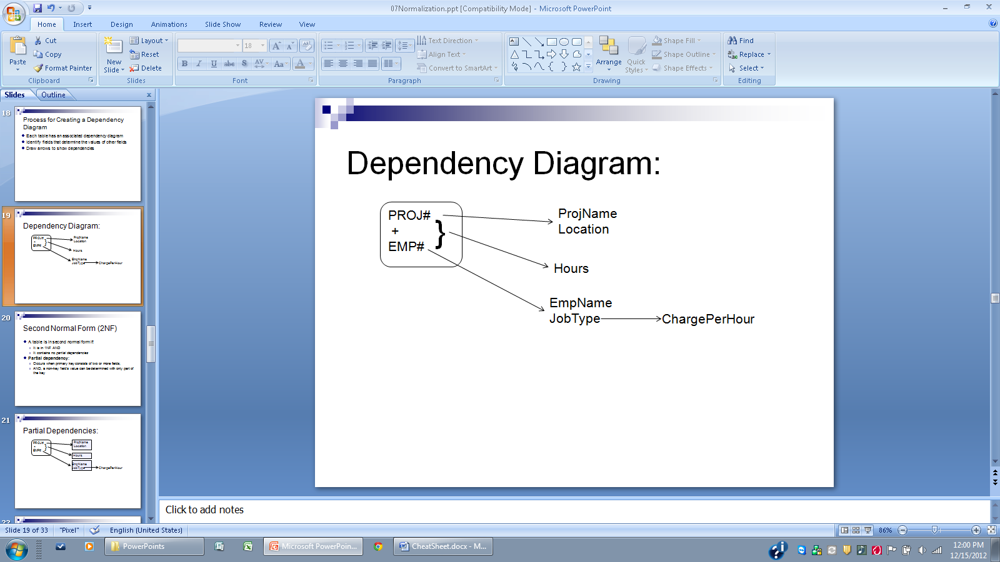 07Normalization.ppt [Compatibility Mode] - Microsoft PowerPoint
Home Insert Design Animations Slide Show Review View
Paste
Cut
Copy
Format Painter
Clipboard
New
Slide
Layout
Reset
Delete
Slides
18
B I U abc S AV Aa A
Font
Text Direction
Align Text
Convert to SmartArt
Paragraph
Arrange
Quick
Styles
Shape Fill
Shape Outline
Shape Effects
Drawing
Find
Replace
Select
Editing
Slides Outline x
18
Process for Creating a Dependency
Diagram
Each table has an associated dependency diagram
Identify fields that determine the values of other fields
Draw arrows to show dependencies
19
Dependency Diagram:
PROJ#
+
EMP#
}
ProjName
Location
Hours
EmpName
JobType ChargePerHour
20
Second Normal Form (2NF)
A table is in second normal form if:
It is in 1NF AND
It contains no partial dependencies
Partial dependency:
Occurs when primary key consists of two or more fields;
AND, a non-key field's value can be determined with only part of
the key
21
Partial Dependencies:
PROJ#
+
EMP#
}
ProjName
Location
Hours
EmpName
JobType ChargePerHour
22
Dependency Diagram:
PROJ#
+
EMP#
}
ProjName
Location
Hours
EmpName
JobType ChargePerHour
Click to add notes
Slide 19 of 33 "Pixel" English (United States) 86%
PowerPoints Microsoft PowerPoin... CheatSheet.docx - M...
12:00 PM
12/15/2012